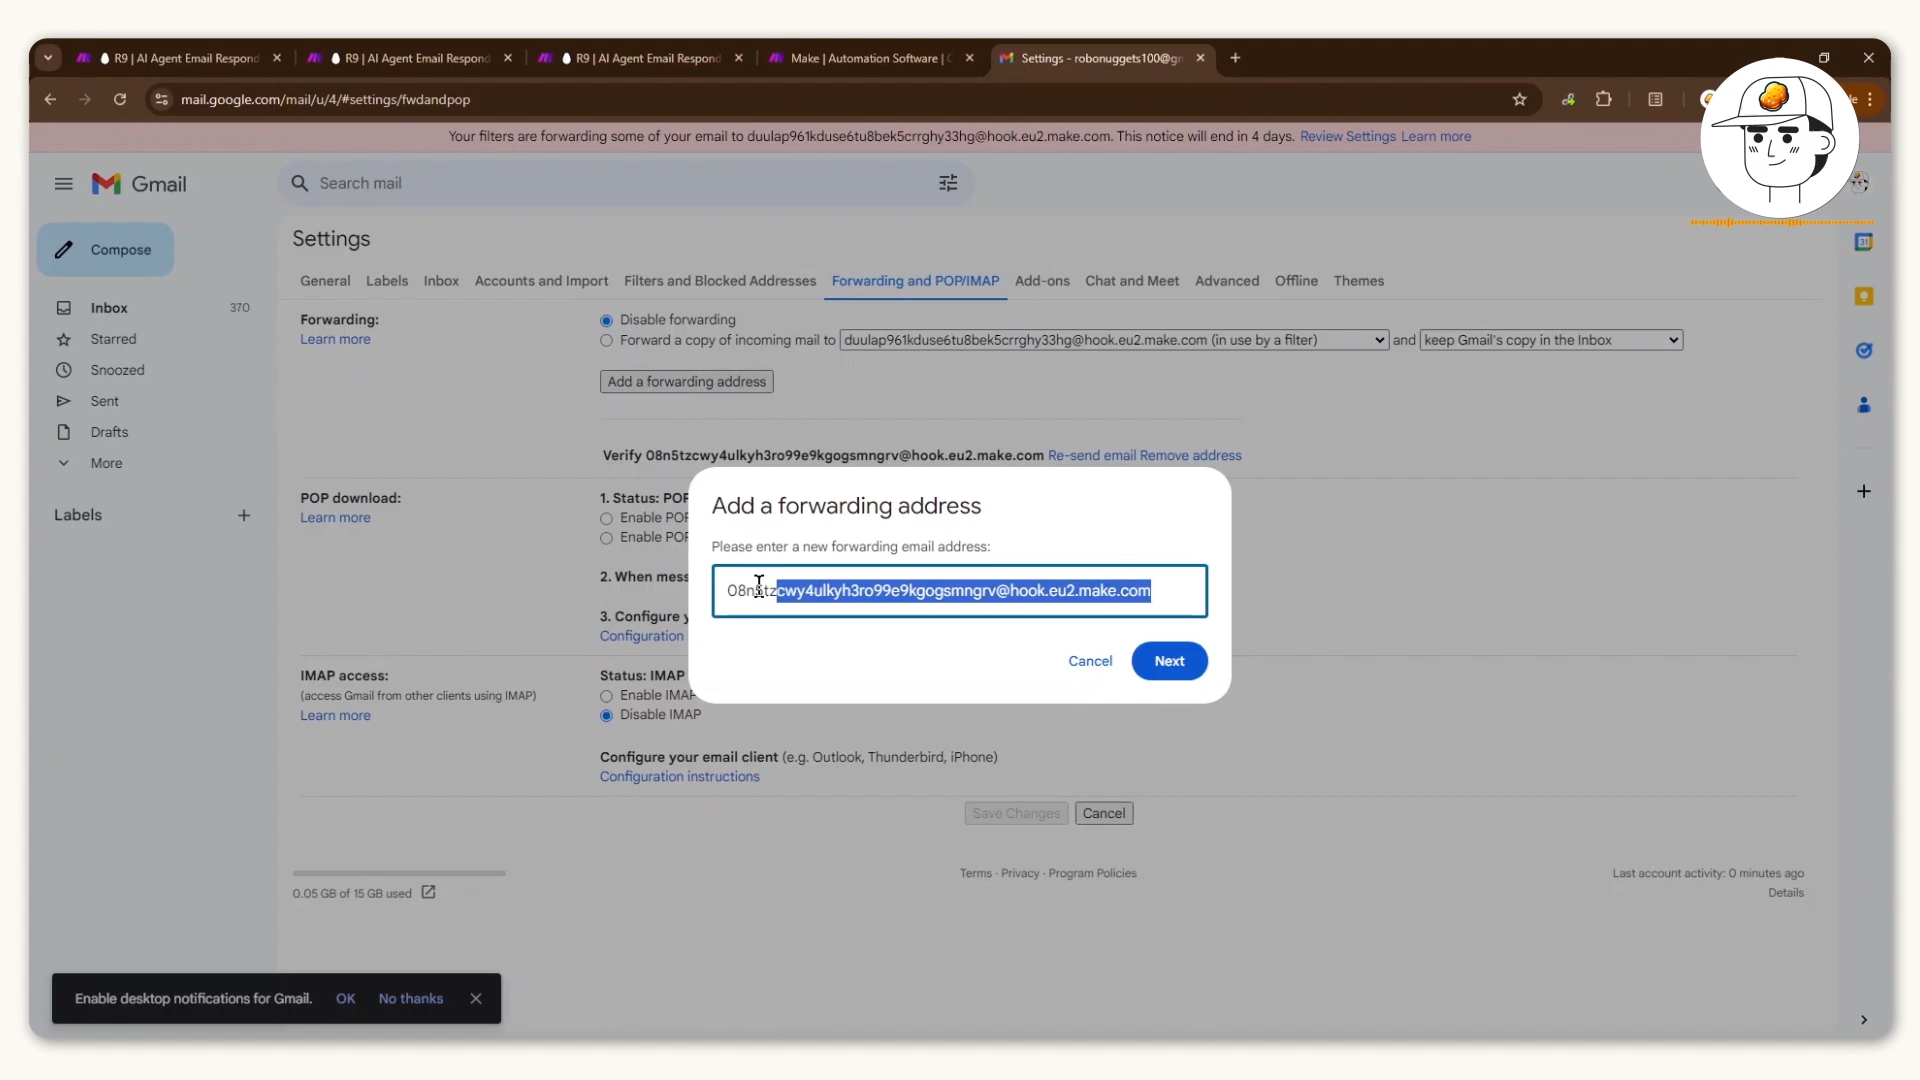 R9 | AI Agent Email Respond
R9 | AI Agent Email Respond
R9 | AI Agent Email Respond
Make | Automation Software | C
Settings - robonuggets100@gm
mail.google.com/mail/u/4/#settings/fwdandpop
Your filters are forwarding some of your email to duulap961kduse6tu8bek5crrghy33hg@hook.eu2.make.com. This notice will end in 4 days. Review Settings Learn more
Gmail
Search mail
Compose
Inbox 370
Starred
Snoozed
Sent
Drafts
More
Labels
Settings
General Labels Inbox Accounts and Import Filters and Blocked Addresses Forwarding and POP/IMAP Add-ons Chat and Meet Advanced Offline Themes
Forwarding:
Learn more
Disable forwarding
Forward a copy of incoming mail to duulap961kduse6tu8bek5crrghy33hg@hook.eu2.make.com (in use by a filter) and keep Gmail's copy in the Inbox
Add a forwarding address
Verify 08n5tzcwy4ulkyh3ro99e9kgogsmngrv@hook.eu2.make.com Re-send email Remove address
POP download:
Learn more
1. Status: POP
Enable POP
Enable POP
2. When mess
3. Configure y
Configuration
Add a forwarding address
Please enter a new forwarding email address:
08n5tzcwy4ulkyh3ro99e9kgogsmngrv@hook.eu2.make.com
Cancel Next
IMAP access:
(access Gmail from other clients using IMAP)
Learn more
Status: IMAP
Enable IMAP
Disable IMAP
Configure your email client (e.g. Outlook, Thunderbird, iPhone)
Configuration instructions
Save Changes Cancel
0.05 GB of 15 GB used
Terms · Privacy · Program Policies
Last account activity: 0 minutes ago
Details
Enable desktop notifications for Gmail. OK No thanks
31